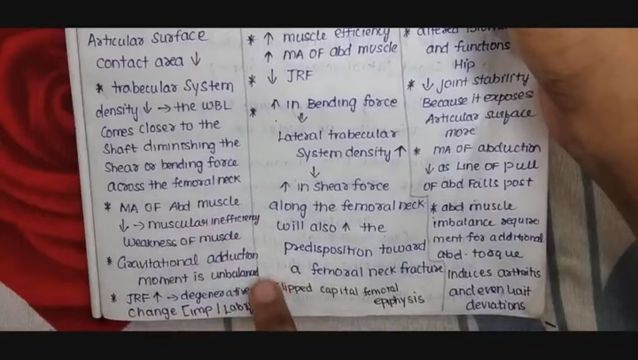 Articular surface
contact area ↓
* trabecular system
density ↓ → the WBL
comes closer to the
shaft diminishing the
shear or bending force
across the femoral neck
* MA OF Abd muscle
↓ → muscular inefficiency
Weakness of muscle
* Gravitational adduction
moment is unbalanced
* JRF ↑ → degenerative
change [imp | Labr
* ↑ muscle efficiency
↑ MA OF abd muscle
* ↓ JRF
* ↑ in Bending force
↓
Lateral trabecular
system density ↑
↓
↑ in shear force
along the femoral neck
will also ↑ the
predisposition toward
a femoral neck fracture
slipped capital femoral
epphysis
* altered
and functions
Hip
* ↓ joint stability
Because it exposes
Articular surface
more
* MA OF abduction
↓ as Line of pull
OF abd Falls post
* abd muscle
imbalance require
ment for additional
abd- torque
Induces arthritis
and even Gait
deviations